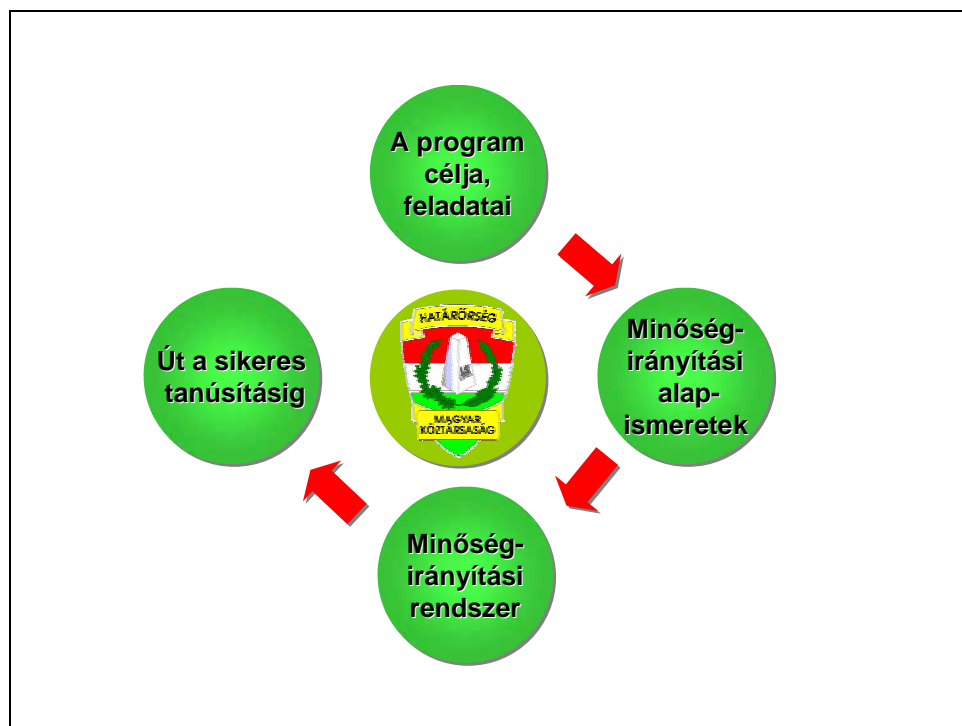 A program
célja,
feladatai
Minőség-
irányítási
alap-
ismeretek
Minőség-
irányítási
rendszer
Út a sikeres
tanúsításig
HATÁRŐRSÉG
MAGYAR
KÖZTÁRSASÁG